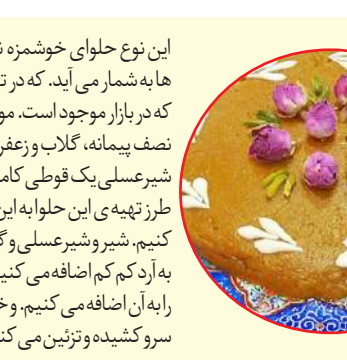 این نوع حلوای خوشمزه
ها به شمار می آید. که در
که در بازار موجود است.
نصف پیمانه، گلاب و
شیرعسلی یک قوطی
طرز تهیه ی این حلوا به
کنیم. شیر و شیرعسلی و
به آرد کم کم اضافه می
را به آن اضافه می کنیم.
سرو کشیده و تزئین می